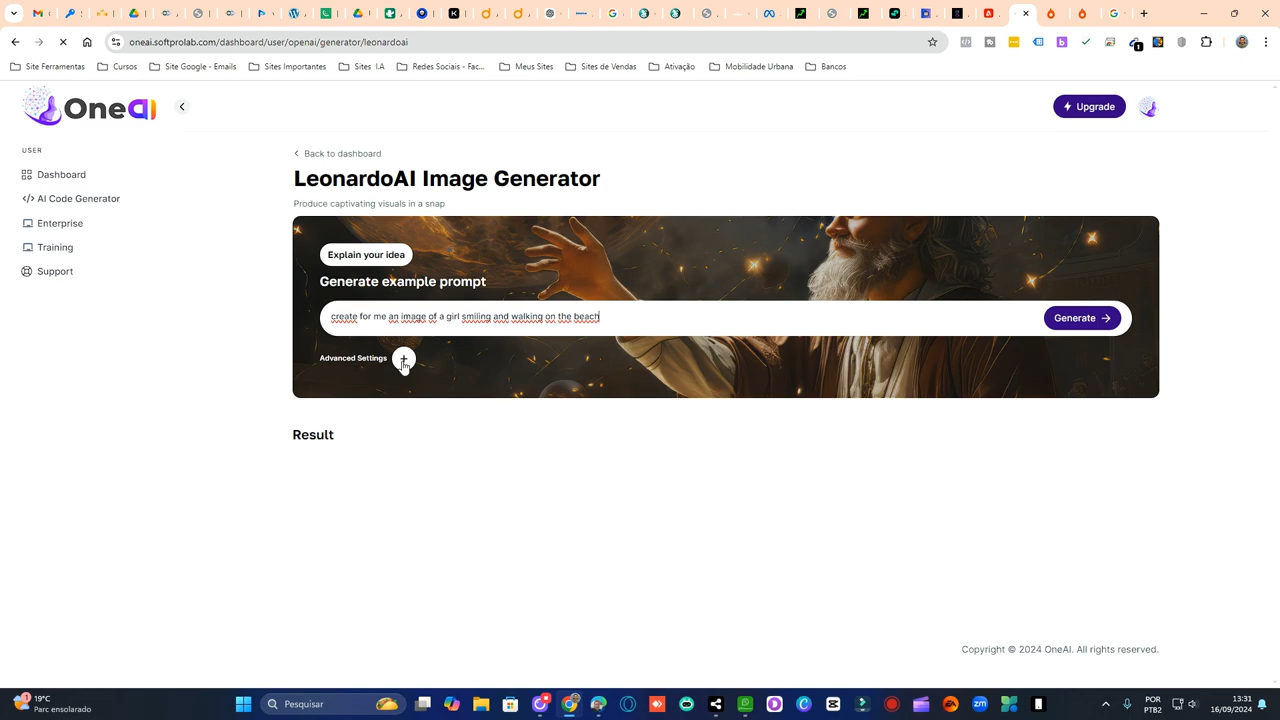 oneai.softprolab.com/dashboard/user/openai/generator/leonardoai
Site Ferramentas
Cursos
Site Google - Emails
Sites Importantes
Sites I.A
Redes Sociais - Fac...
Meus Sites
Sites de Vendas
Ativação
Mobilidade Urbana
Bancos
OneAI
Upgrade
USER
Dashboard
AI Code Generator
Enterprise
Training
Support
Back to dashboard
LeonardoAI Image Generator
Produce captivating visuals in a snap
Explain your idea
Generate example prompt
create for me an image of a girl smiling and walking on the beach
Generate
Advanced Settings
Result
Copyright © 2024 OneAI. All rights reserved.
1
19°C
Parc ensolarado
Pesquisar
POR
PTB2
13:31
16/09/2024